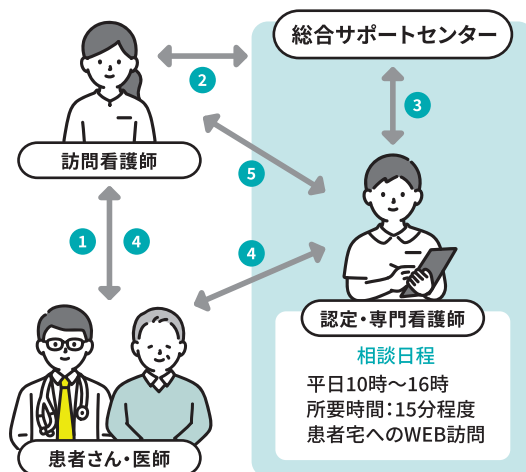 総合サポートセンター
2
3
訪問看護師
5
1
4
4
認定・専門看護師
相談日程
平日10時〜16時
所要時間：15分程度
患者宅へのWEB訪問
患者さん・医師